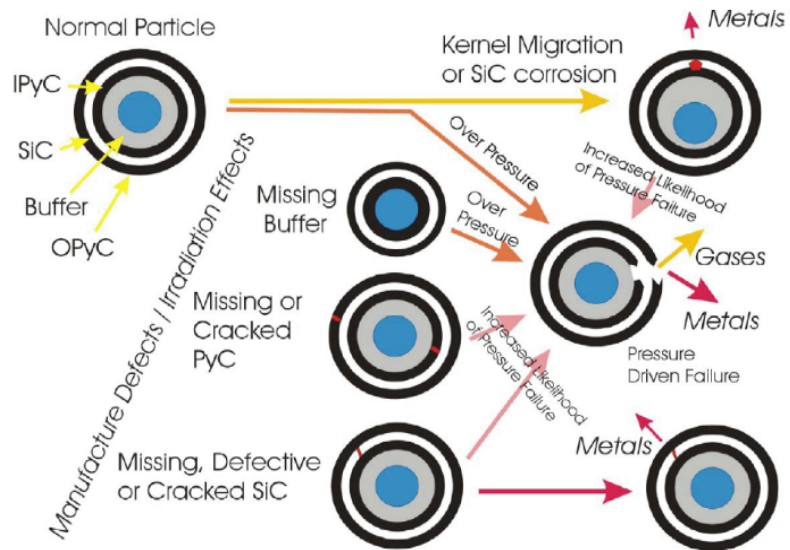 Normal Particle
IPyC
SiC
Buffer
OPyC
Manufacture Defects / Irradiation Effects
Kernel Migration
or SiC corrosion
Metals
Over Pressure
Increased Likelihood
of Pressure Failure
Missing
Buffer
Over
Pressure
Gases
Metals
Pressure
Driven Failure
Missing or
Cracked
PyC
Increased Likelihood
of Pressure Failure
Missing, Defective
or Cracked SiC
Metals